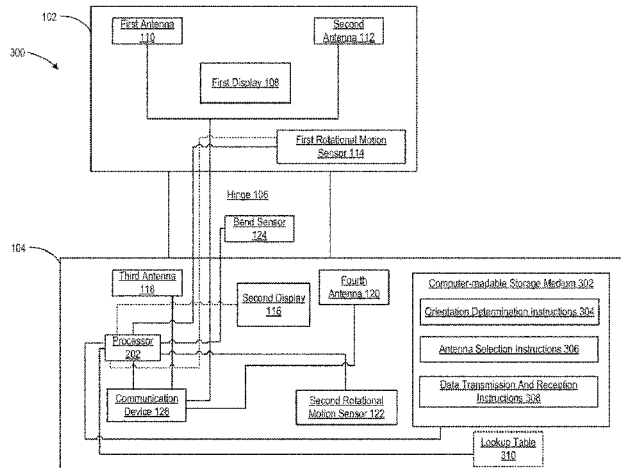 102
First Antenna
110
Second
Antenna 112
300
First Display 108
First Rotational Motion
Sensor 114
Hinge 106
Bend Sensor
124
104
Third Antenna
118
Second Display
116
Fourth
Antenna 120
Computer-readable Storage Medium 302
Orientation Determination Instructions 304
Antenna Selection Instructions 306
Data Transmission And Reception
Instructions 308
Processor
202
Communication
Device 126
Second Rotational
Motion Sensor 122
Lookup Table
310